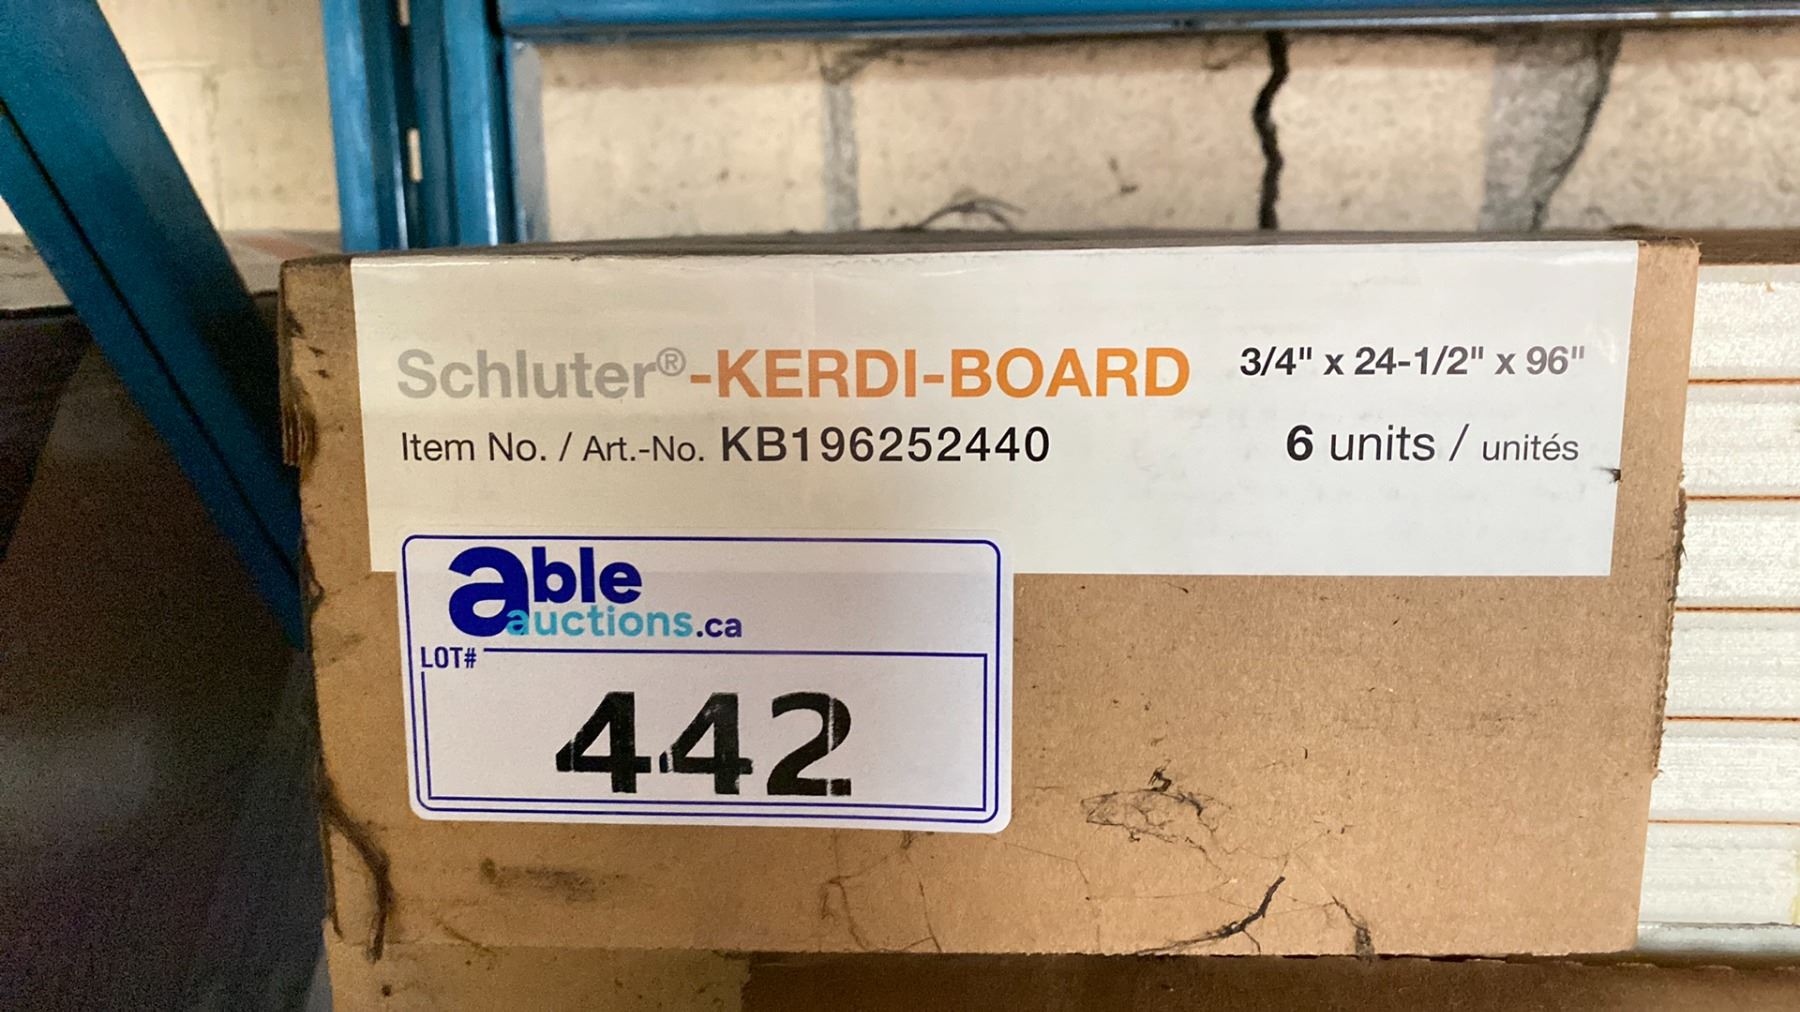 Schluter®-KERDI-BOARD 3/4" x 24-1/2" x 96"
Item No. / Art.-No. KB196252440 6 units / unités
able
auctions.ca
LOT#
442